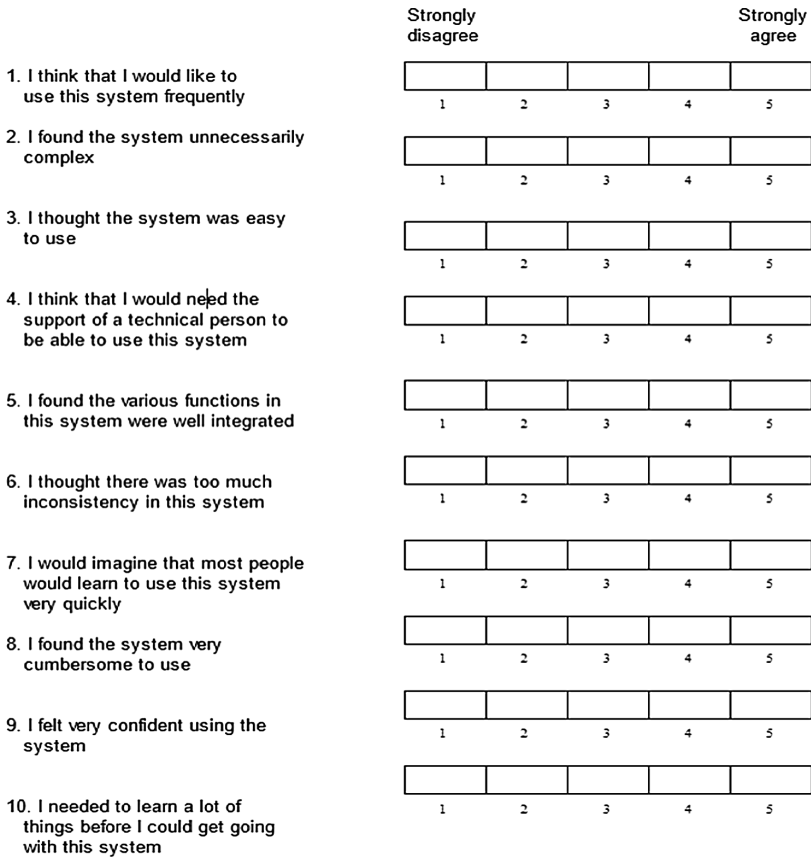 Strongly disagree
Strongly agree
1. I think that I would like to
use this system frequently
1 2 3 4 5
2. I found the system unnecessarily
complex
1 2 3 4 5
3. I thought the system was easy
to use
1 2 3 4 5
4. I think that I would need the
support of a technical person to
be able to use this system
1 2 3 4 5
5. I found the various functions in
this system were well integrated
1 2 3 4 5
6. I thought there was too much
inconsistency in this system
1 2 3 4 5
7. I would imagine that most people
would learn to use this system
very quickly
1 2 3 4 5
8. I found the system very
cumbersome to use
1 2 3 4 5
9. I felt very confident using the
system
1 2 3 4 5
10. I needed to learn a lot of
things before I could get going
with this system
1 2 3 4 5